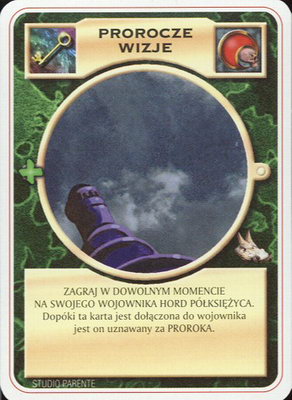 PROROCZE
WIZJE
ZAGRAJ W DOWOLNYM MOMENCIE
NA SWOJEGO WOJOWNIKA HORD PÓŁKSIĘŻYCA.
Dopóki ta karta jest dołączona do wojownika
jest on uznawany za PROROKA.
STUDIO PARENTE